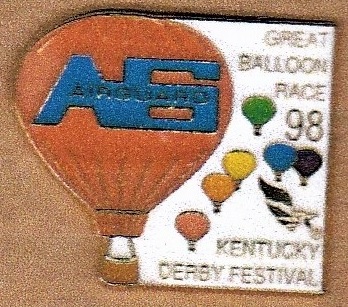 AG
AIRGUARD
GREAT
BALLOON
RACE
98
KENTUCKY
DERBY FESTIVAL